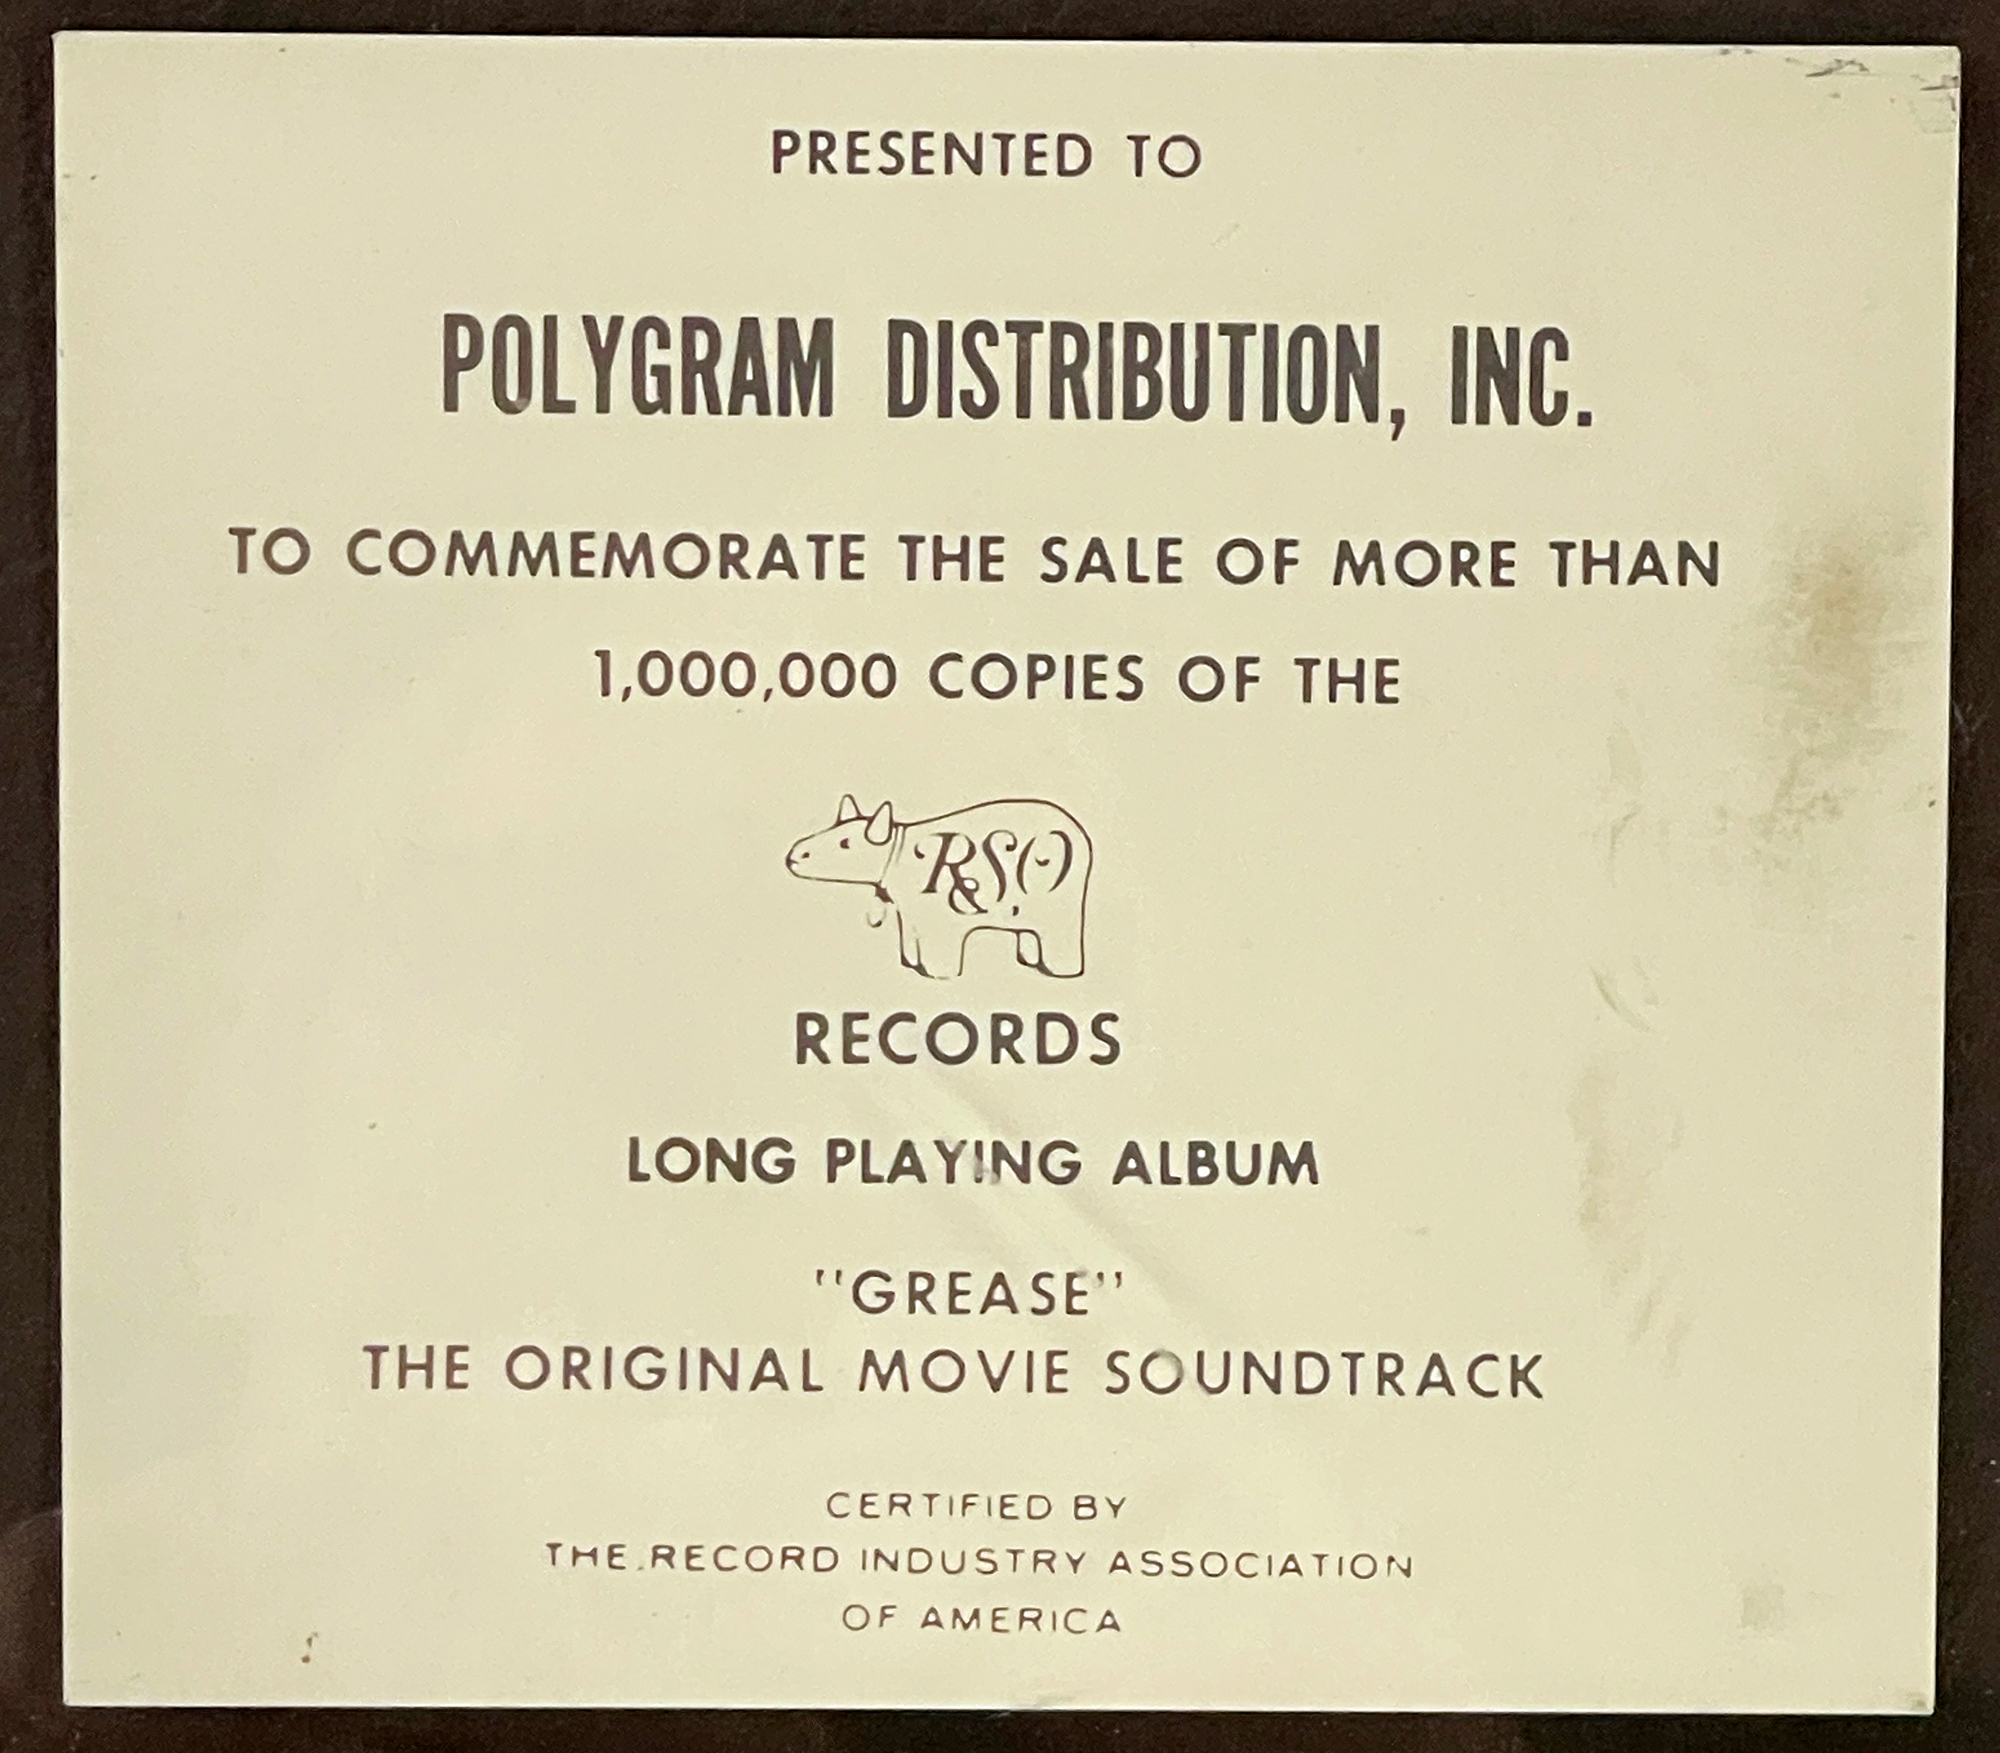 PRESENTED TO
POLYGRAM DISTRIBUTION, INC.
TO COMMEMORATE THE SALE OF MORE THAN
1,000,000 COPIES OF THE
RSO
RECORDS
LONG PLAYING ALBUM
"GREASE"
THE ORIGINAL MOVIE SOUNDTRACK
CERTIFIED BY
THE RECORD INDUSTRY ASSOCIATION
OF AMERICA